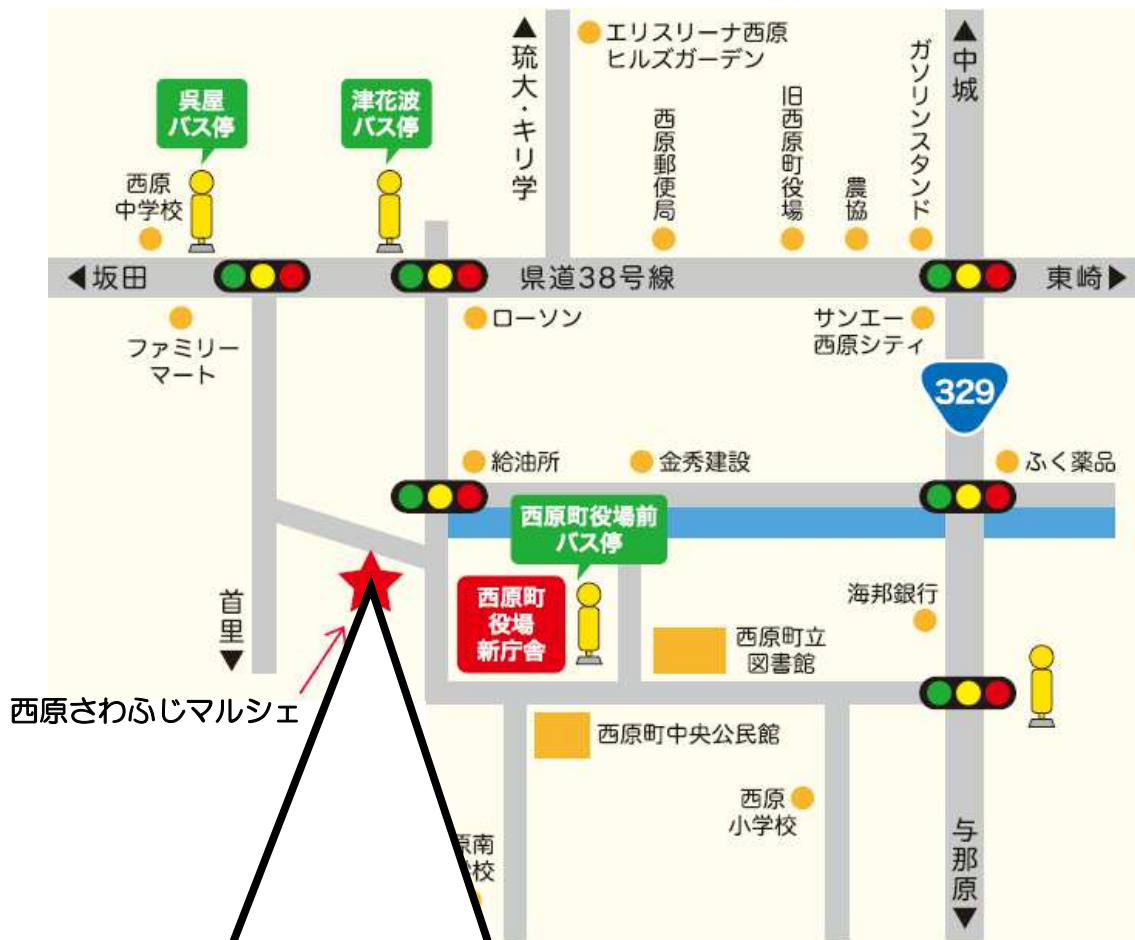 ▲琉大・キリ学
エリスリーナ西原
ヒルズガーデン
▲中城
ガソリンスタンド
呉屋
バス停
津花波
バス停
西原郵便局
旧西原町役場
農協
西原
中学校
◀坂田
県道38号線
東崎▶
ファミリー
マート
ローソン
サンエー
西原シティ
329
給油所
金秀建設
ふく薬品
西原町役場前
バス停
首里▼
西原町
役場
新庁舎
海邦銀行
西原町立
図書館
西原さわふじマルシェ
西原町中央公民館
西原
小学校
原南
校
与那原▼